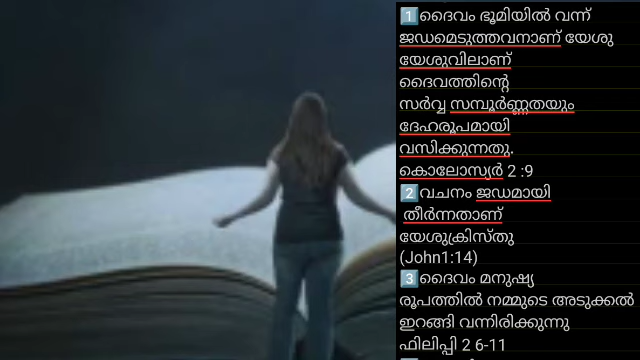 1 ദൈവം ഭൂമിയിൽ വന്ന്
ജഡമെടുത്തവനാണ് യേശു
യേശുവിലാണ്
ദൈവത്തിന്റെ
സർവ്വ സമ്പൂർണ്ണതയും
ദേഹരൂപമായി
വസിക്കുന്നതു.
കൊലോസ്യർ 2 :9
2 വചനം ജഡമായി
തീർന്നതാണ്
യേശുക്രിസ്തു
(John1:14)
3 ദൈവം മനുഷ്യ
രൂപത്തിൽ നമ്മുടെ അടുക്കൽ
ഇറങ്ങി വന്നിരിക്കുന്നു
ഫിലിപ്പി 2 6-11